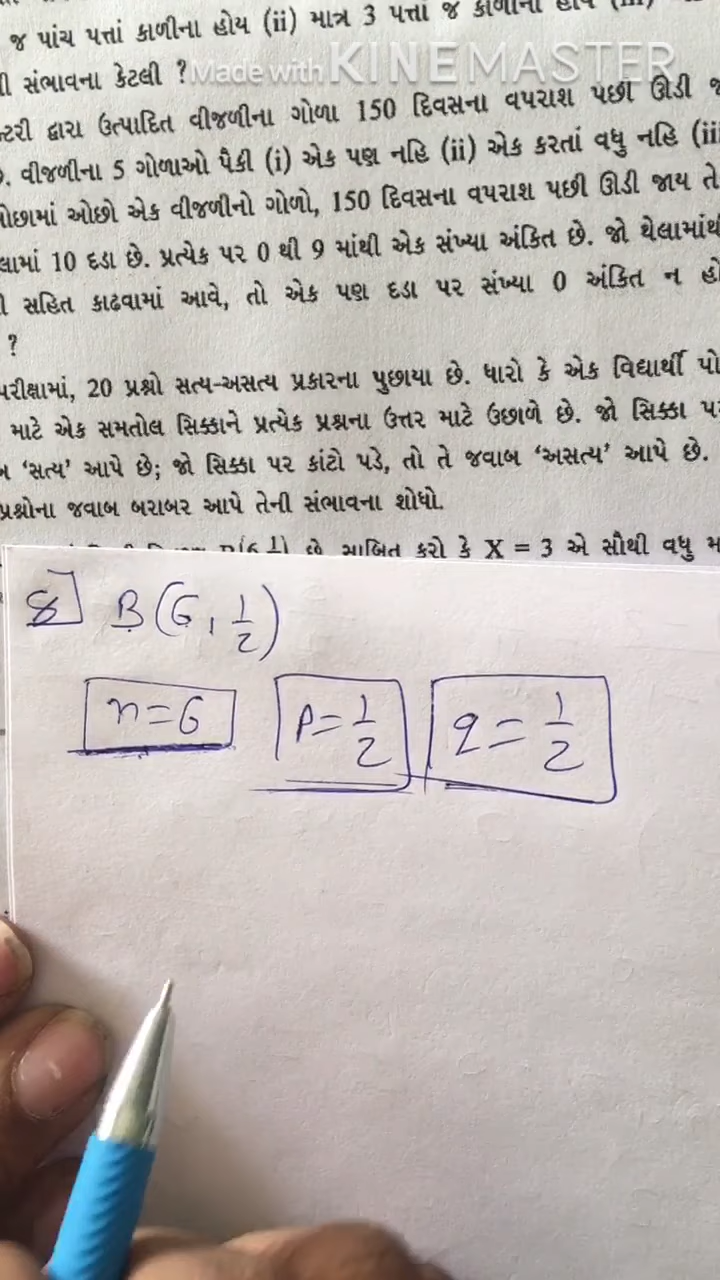 જ પાંચ પત્તાં કાળીના હોય (ii) માત્ર 3 પત્તાં જ કાળીના હોય (iii)
ની સંભાવના કેટલી ?
Made with KINEMASTER
ક્ટરી દ્વારા ઉત્પાદિત વીજળીના ગોળા 150 દિવસના વપરાશ પછી ઊડી જ
છે. વીજળીના 5 ગોળાઓ પૈકી (i) એક પણ નહિ (ii) એક કરતાં વધુ નહિ (iii
ઓછામાં ઓછો એક વીજળીનો ગોળો, 150 દિવસના વપરાશ પછી ઊડી જાય તે
લામાં 10 દડા છે. પ્રત્યેક પર 0 થી 9 માંથી એક સંખ્યા અંકિત છે. જો થેલામાંથી
સહિત કાઢવામાં આવે, તો એક પણ દડા પર સંખ્યા 0 અંકિત ન હો
?
પરીક્ષામાં, 20 પ્રશ્નો સત્ય-અસત્ય પ્રકારના પુછાયા છે. ધારો કે એક વિદ્યાર્થી પો
માટે એક સમતોલ સિક્કાને પ્રત્યેક પ્રશ્નના ઉત્તર માટે ઉછાળે છે. જો સિક્કા પર
'સત્ય' આપે છે; જો સિક્કા પર કાંટો પડે, તો તે જવાબ 'અસત્ય' આપે છે.
પ્રશ્નોના જવાબ બરાબર આપે તેની સંભાવના શોધો.
છે. સાબિત કરો કે X = 3 એ સૌથી વધુ
8] B(6, 1/2)
n=6 p=1/2 q=1/2